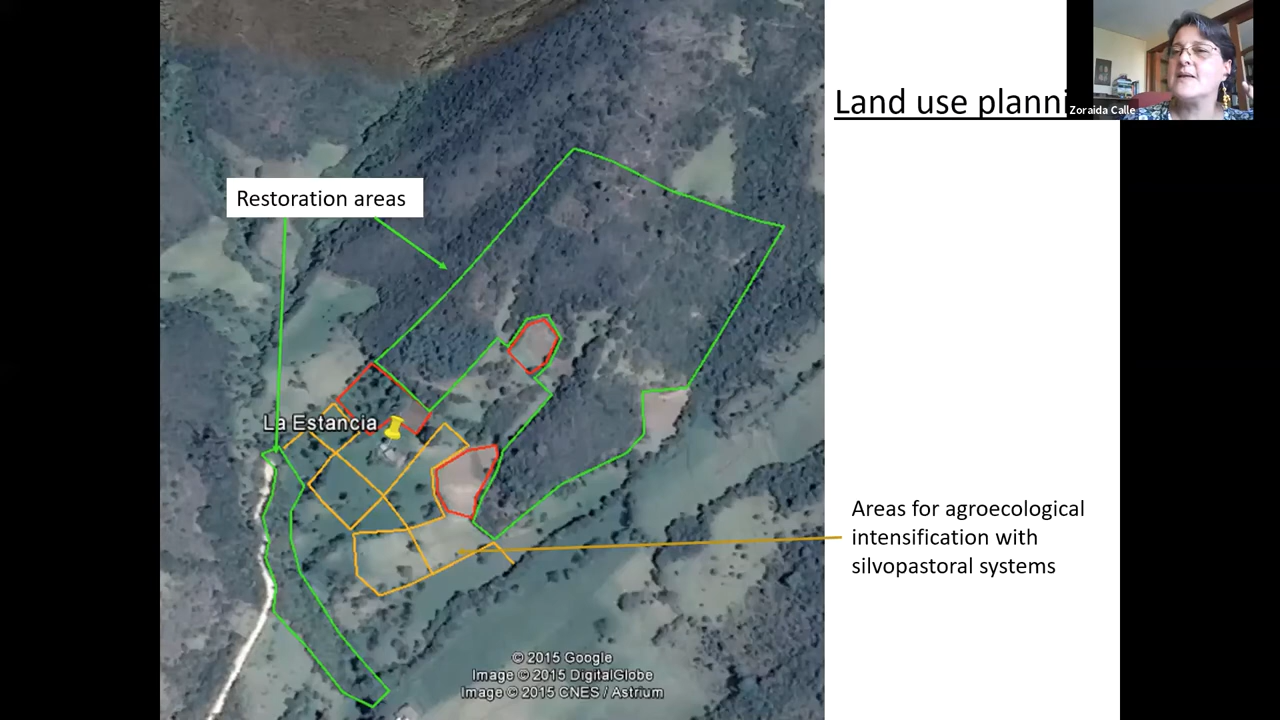 Land use planni
Zoraida Calle
Restoration areas
La Estancia
Areas for agroecological
intensification with
silvopastoral systems
© 2015 Google
Image © 2015 DigitalGlobe
Image © 2015 CNES / Astrium